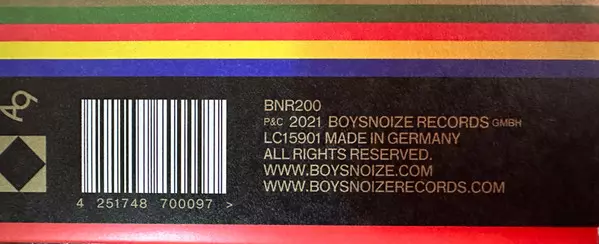 Ag
4 251748 700097 >
BNR200
P&C 2021 BOYSNOIZE RECORDS GMBH
LC15901 MADE IN GERMANY
ALL RIGHTS RESERVED.
WWW.BOYSNOIZE.COM
WWW.BOYSNOIZERECORDS.COM